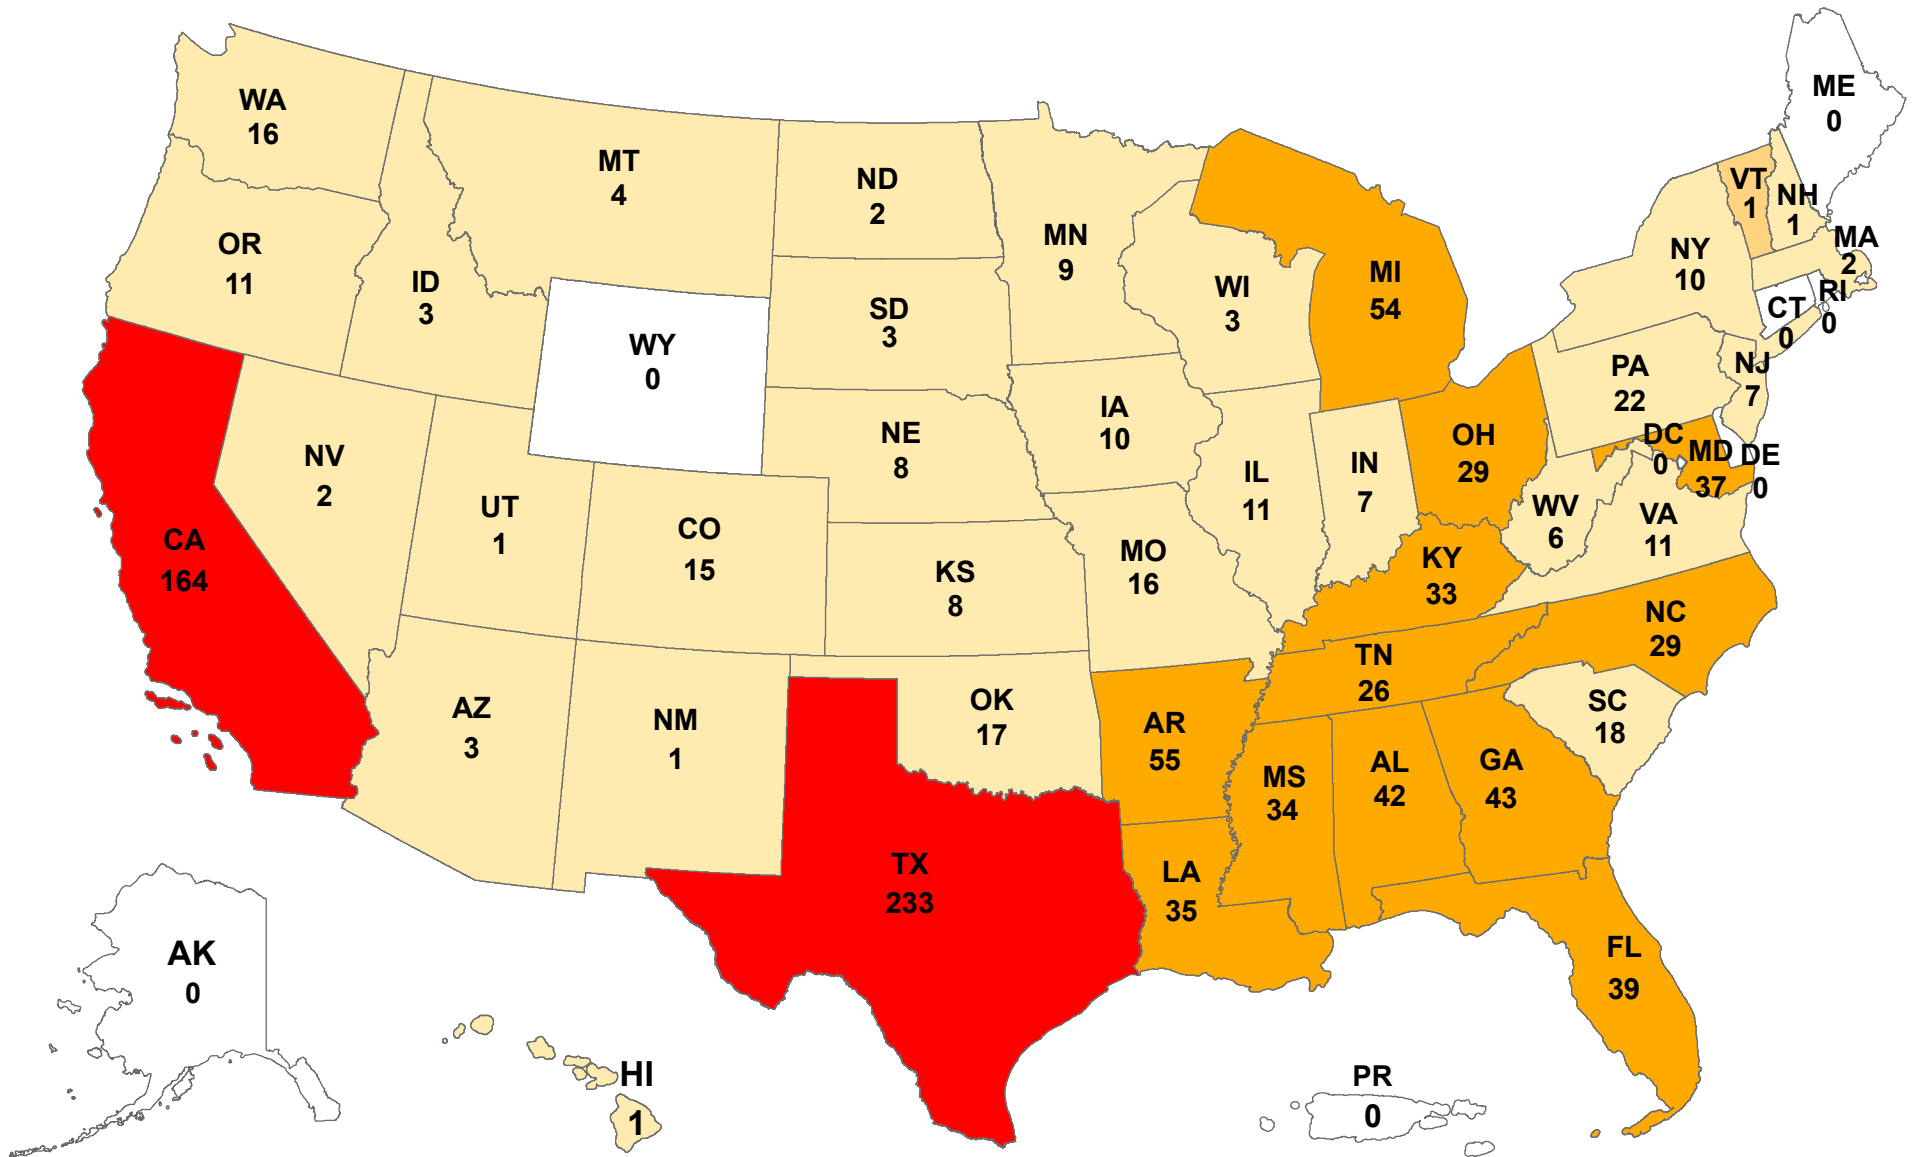 ME
0
WA
16
MT
4
ND
2
VT
1
NH
1
MN
9
OR
11
NY
10
MA
2
ID
3
WI
3
MI
54
SD
3
CT
0
RI
0
WY
0
PA
22
NJ
7
IA
10
NE
8
OH
29
DC
0
MD
37
DE
0
NV
2
IL
11
IN
7
UT
1
CO
15
WV
6
VA
11
CA
164
KS
8
MO
16
KY
33
NC
29
TN
26
AZ
3
NM
1
OK
17
AR
55
SC
18
MS
34
AL
42
GA
43
TX
233
LA
35
FL
39
AK
0
HI
1
PR
0